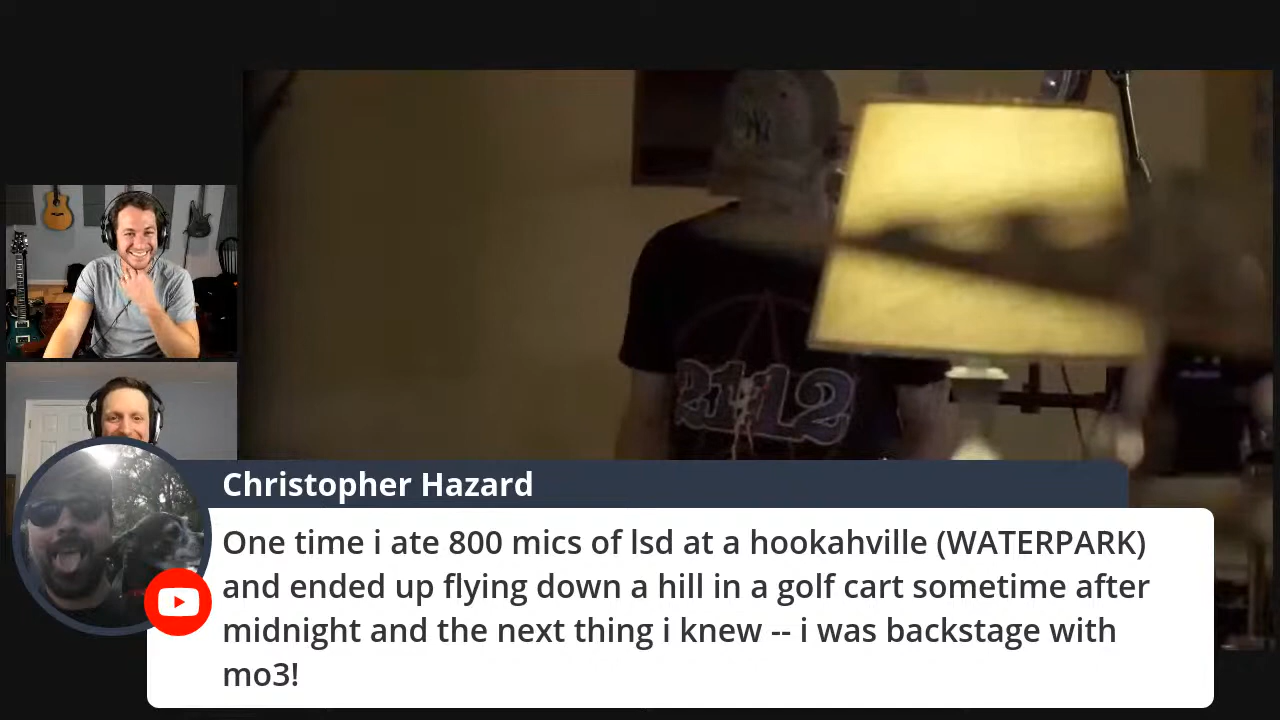 NY
2112
Christopher Hazard
One time i ate 800 mics of lsd at a hookahville (WATERPARK)
and ended up flying down a hill in a golf cart sometime after
midnight and the next thing i knew -- i was backstage with
mo3!